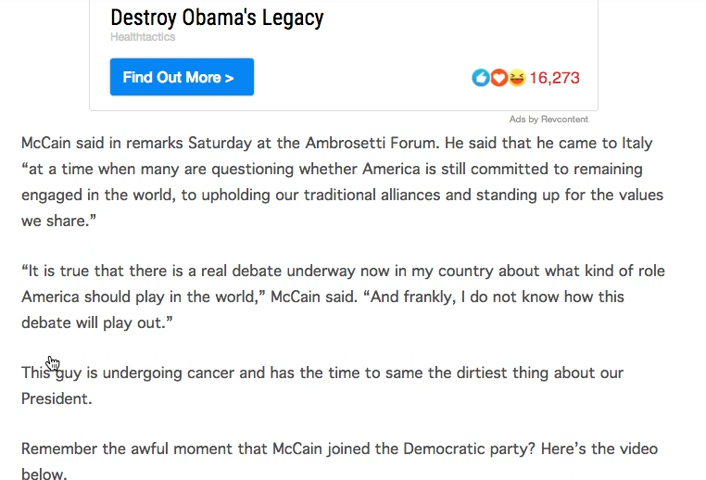 Destroy Obama's Legacy
Healthtactics
Find Out More >
16,273
Ads by Revcontent
McCain said in remarks Saturday at the Ambrosetti Forum. He said that he came to Italy
“at a time when many are questioning whether America is still committed to remaining
engaged in the world, to upholding our traditional alliances and standing up for the values
we share.”
“It is true that there is a real debate underway now in my country about what kind of role
America should play in the world,” McCain said. “And frankly, I do not know how this
debate will play out.”
This guy is undergoing cancer and has the time to same the dirtiest thing about our
President.
Remember the awful moment that McCain joined the Democratic party? Here’s the video
below.